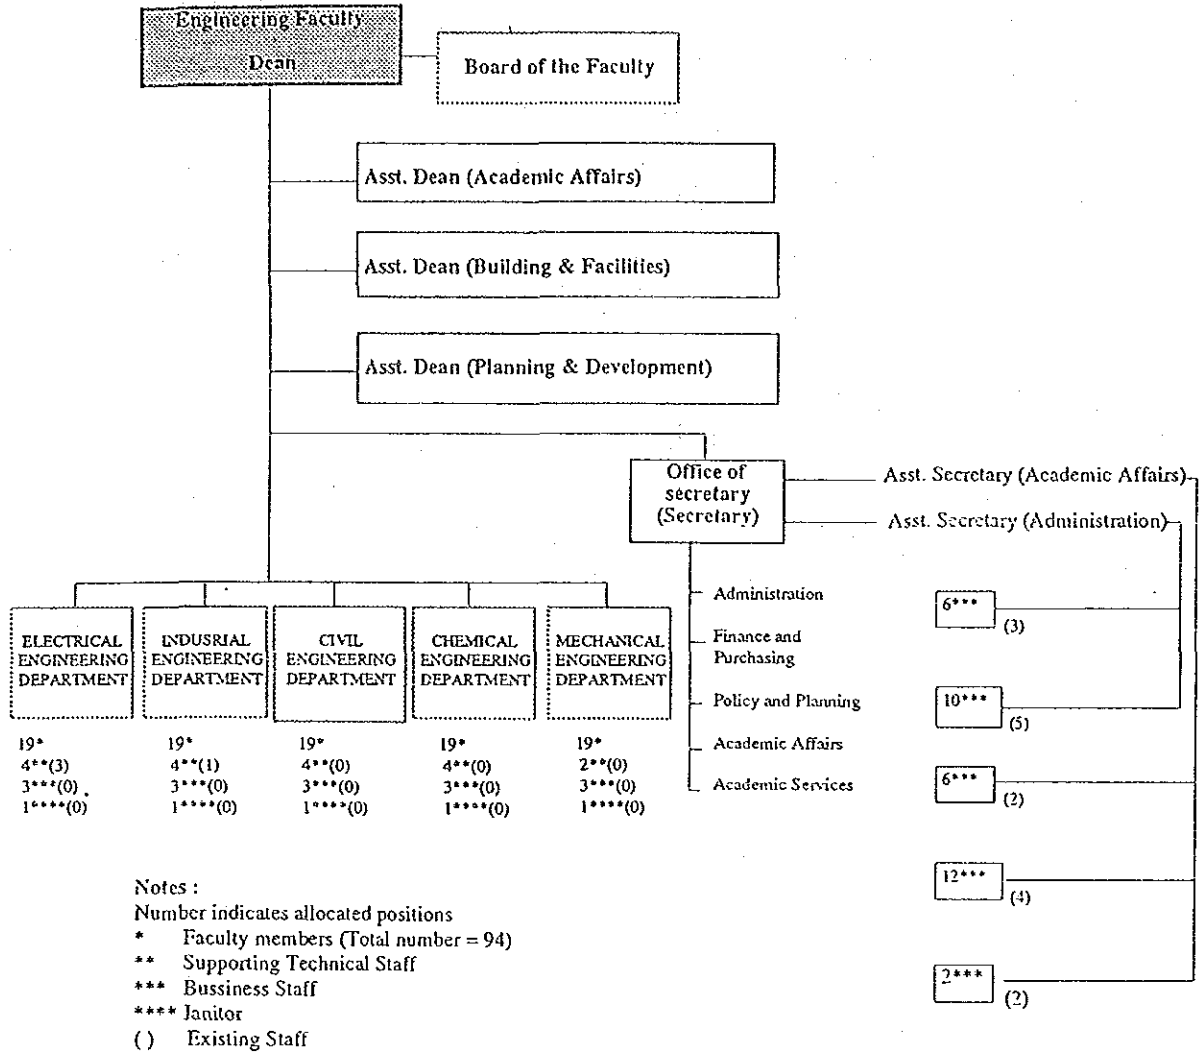 Engineering Faculty
Dean
Board of the Faculty
Asst. Dean (Academic Affairs)
Asst. Dean (Building & Facilities)
Asst. Dean (Planning & Development)
Office of
secretary
(Secretary)
Asst. Secretary (Academic Affairs)
Asst. Secretary (Administration)
ELECTRICAL
ENGINEERING
DEPARTMENT
INDUSRIAL
ENGINEERING
DEPARTMENT
CIVIL
ENGINEERING
DEPARTMENT
CHEMICAL
ENGINEERING
DEPARTMENT
MECHANICAL
ENGINEERING
DEPARTMENT
19*
4**(3)
3***(0)
1****(0)
19*
4**(1)
3***(0)
1****(0)
19*
4**(0)
3***(0)
1****(0)
19*
4**(0)
3***(0)
1****(0)
19*
2**(0)
3***(0)
1****(0)
Administration
Finance and
Purchasing
Policy and Planning
Academic Affairs
Academic Services
6***
(3)
10***
(5)
6***
(2)
12***
(4)
2***
(2)
Notes :
Number indicates allocated positions
* Faculty members (Total number = 94)
** Supporting Technical Staff
*** Bussiness Staff
**** Janitor
( ) Existing Staff